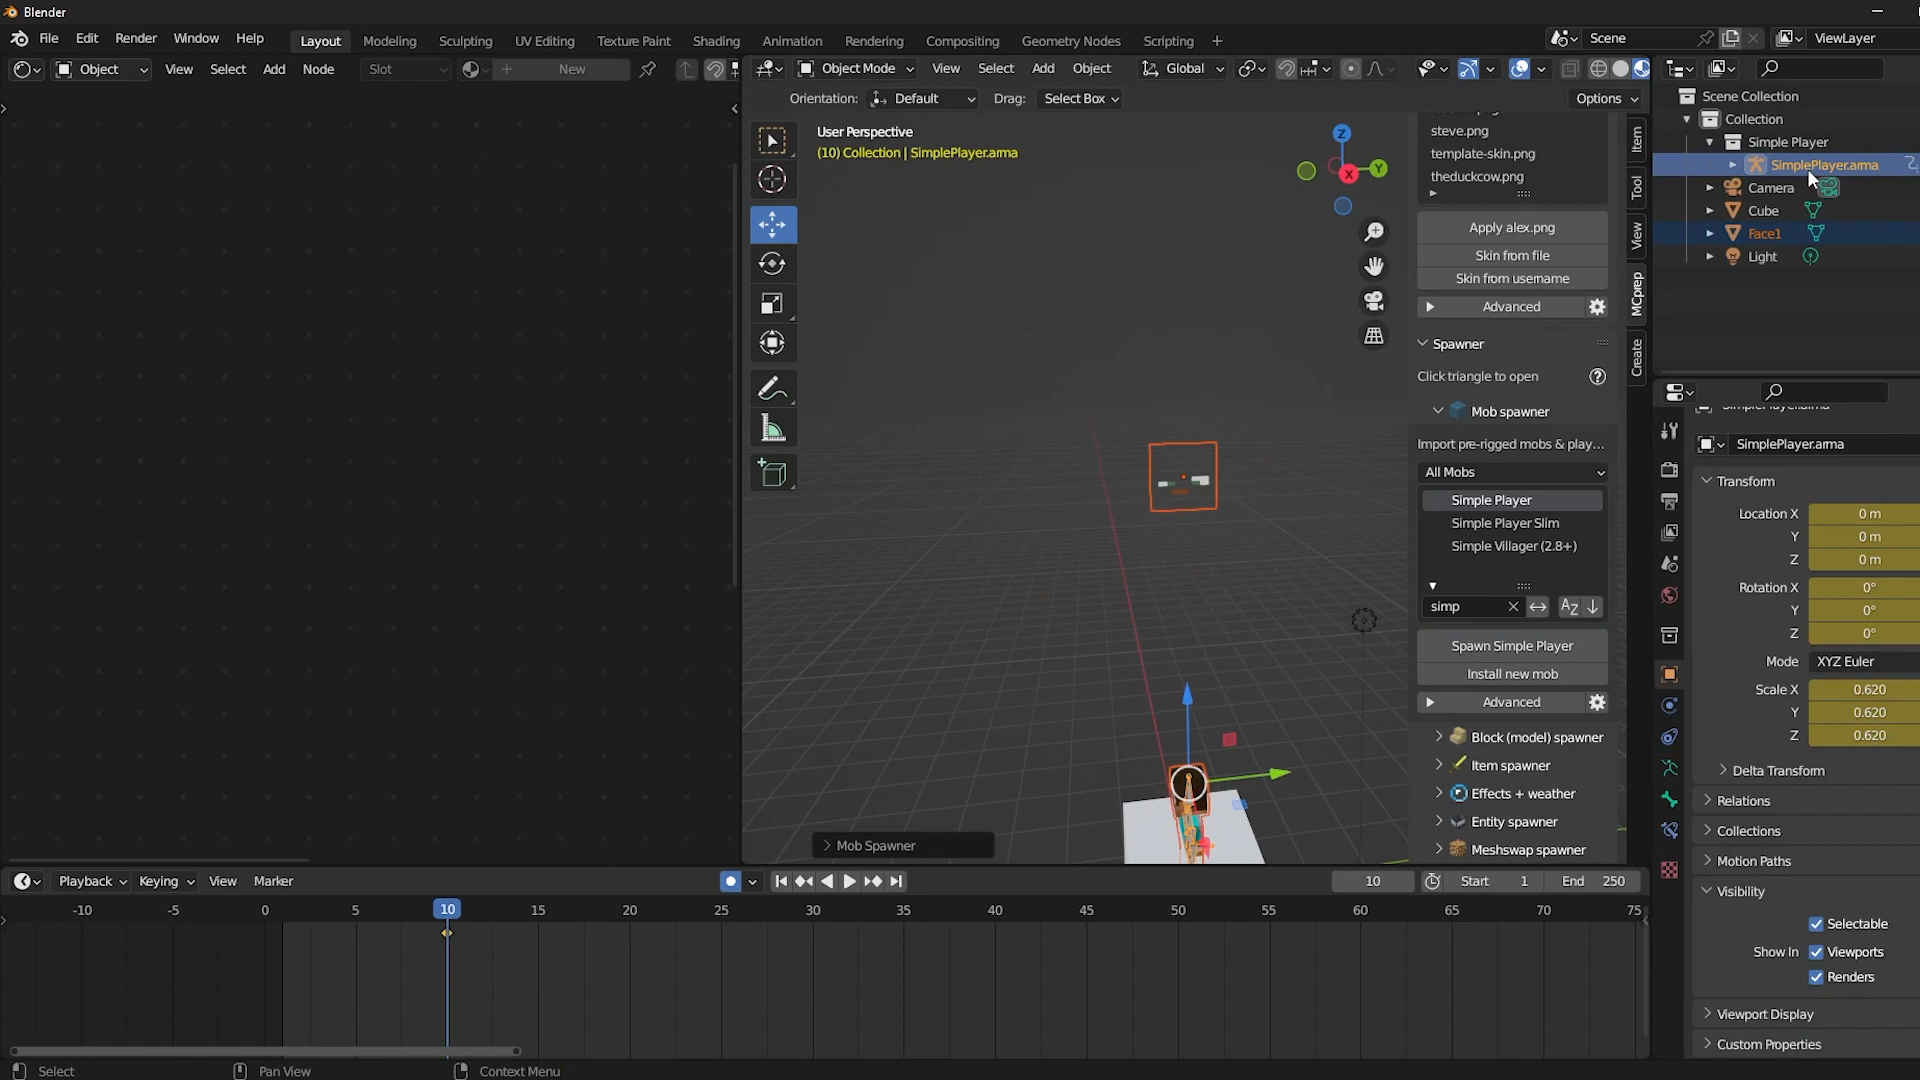 Blender
File Edit Render Window Help
Layout Modeling Sculpting UV Editing Texture Paint Shading Animation Rendering Compositing Geometry Nodes Scripting +
Scene
ViewLayer
Object View Select Add Node Slot New
Object Mode View Select Add Object Global
Orientation: Default Drag: Select Box Options
User Perspective
(10) Collection | SimplePlayer.arma
Z
Y
X
steve.png
template-skin.png
theduckcow.png
Apply alex.png
Skin from file
Skin from username
Advanced
Spawner
Click triangle to open
Mob spawner
Import pre-rigged mobs & play...
All Mobs
Simple Player
Simple Player Slim
Simple Villager (2.8+)
simp
Spawn Simple Player
Install new mob
Advanced
Block (model) spawner
Item spawner
Effects + weather
Entity spawner
Meshswap spawner
Item
Tool
View
MCprep
Create
Mob Spawner
Scene Collection
Collection
Simple Player
SimplePlayer.arma
Camera
Cube
Face1
Light
SimplePlayer.arma
Transform
Location X 0 m
Y 0 m
Z 0 m
Rotation X 0°
Y 0°
Z 0°
Mode XYZ Euler
Scale X 0.620
Y 0.620
Z 0.620
Delta Transform
Relations
Collections
Motion Paths
Visibility
Selectable
Show In Viewports
Renders
Viewport Display
Custom Properties
Playback Keying View Marker 10 Start 1 End 250
-10 -5 0 5 10 15 20 25 30 35 40 45 50 55 60 65 70 75
Select Pan View Context Menu